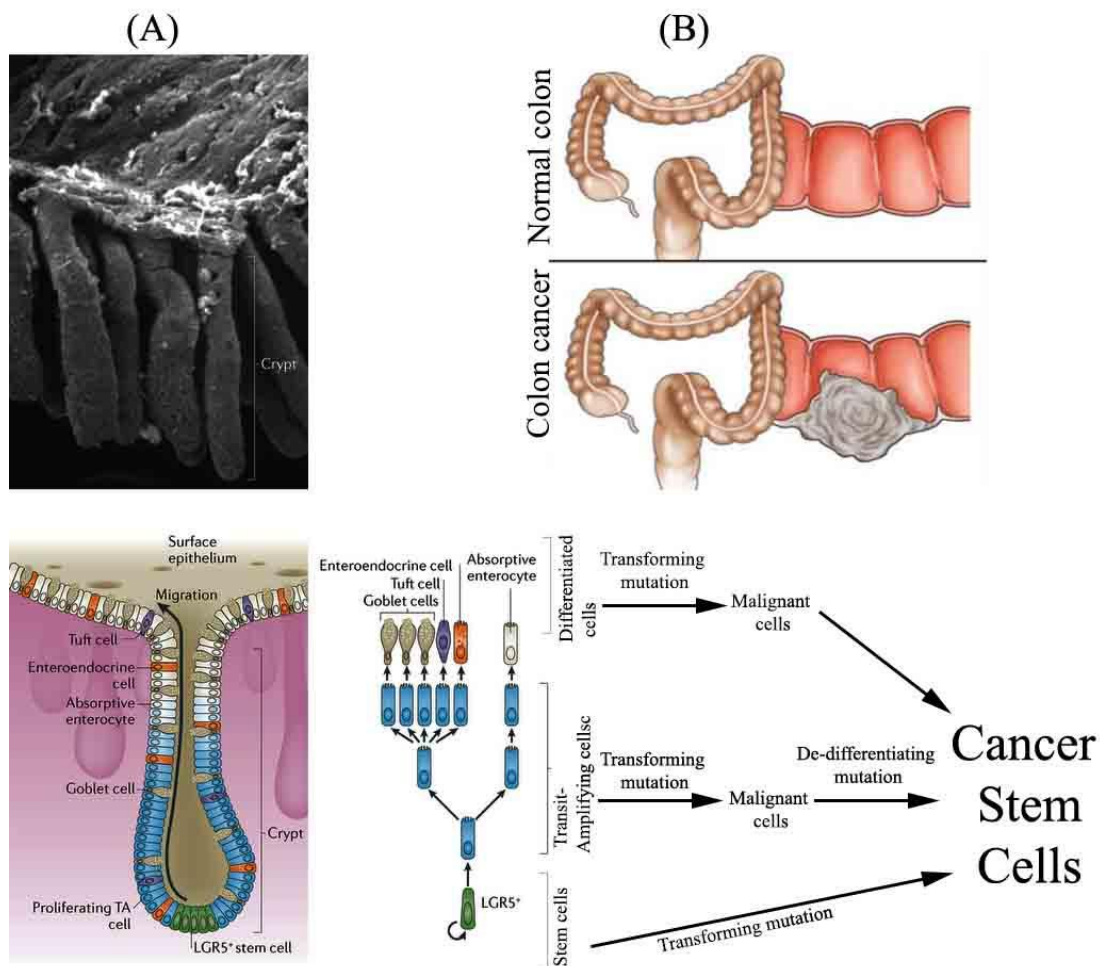 (A)
(B)
Crypt
Normal colon
Colon cancer
Surface
epithelium
Migration
Tuft cell
Enteroendocrine
cell
Absorptive
enterocyte
Goblet cell
Crypt
Proliferating TA
cell
LGR5⁺ stem cell
Enteroendocrine cell
Tuft cell
Goblet cells
Absorptive
enterocyte
LGR5⁺
Differentiated
cells
Transit-
Amplifying cellsc
Stem cells
Transforming
mutation
Malignant
cells
Transforming
mutation
Malignant
cells
De-differentiating
mutation
Transforming mutation
Cancer
Stem
Cells